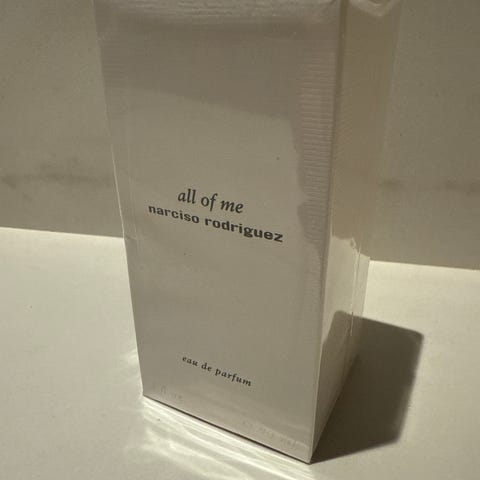 all of me
narciso rodriguez
eau de parfum